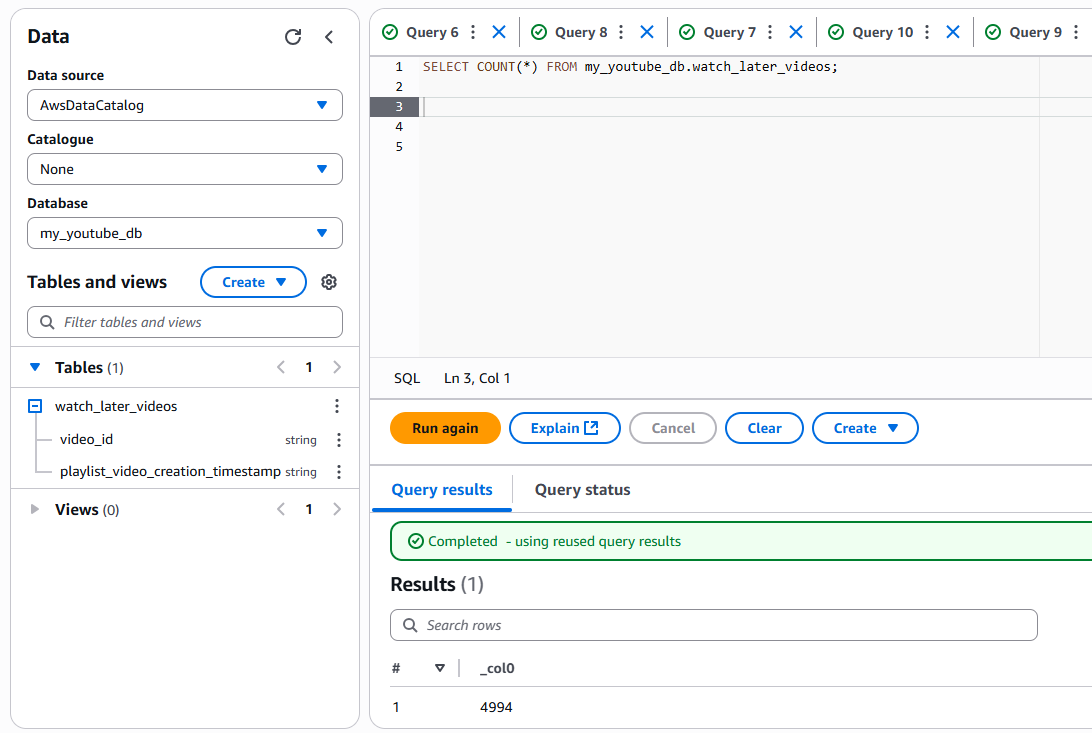 Data
Data source
AwsDataCatalog
Catalogue
None
Database
my_youtube_db
Tables and views
Create
Filter tables and views
Tables (1)
1
watch_later_videos
video_id string
playlist_video_creation_timestamp string
Views (0)
1
Query 6 Query 8 Query 7 Query 10 Query 9
1 SELECT COUNT(*) FROM my_youtube_db.watch_later_videos;
2
3
4
5
SQL Ln 3, Col 1
Run again Explain Cancel Clear Create
Query results Query status
Completed - using reused query results
Results (1)
Search rows
# _col0
1 4994